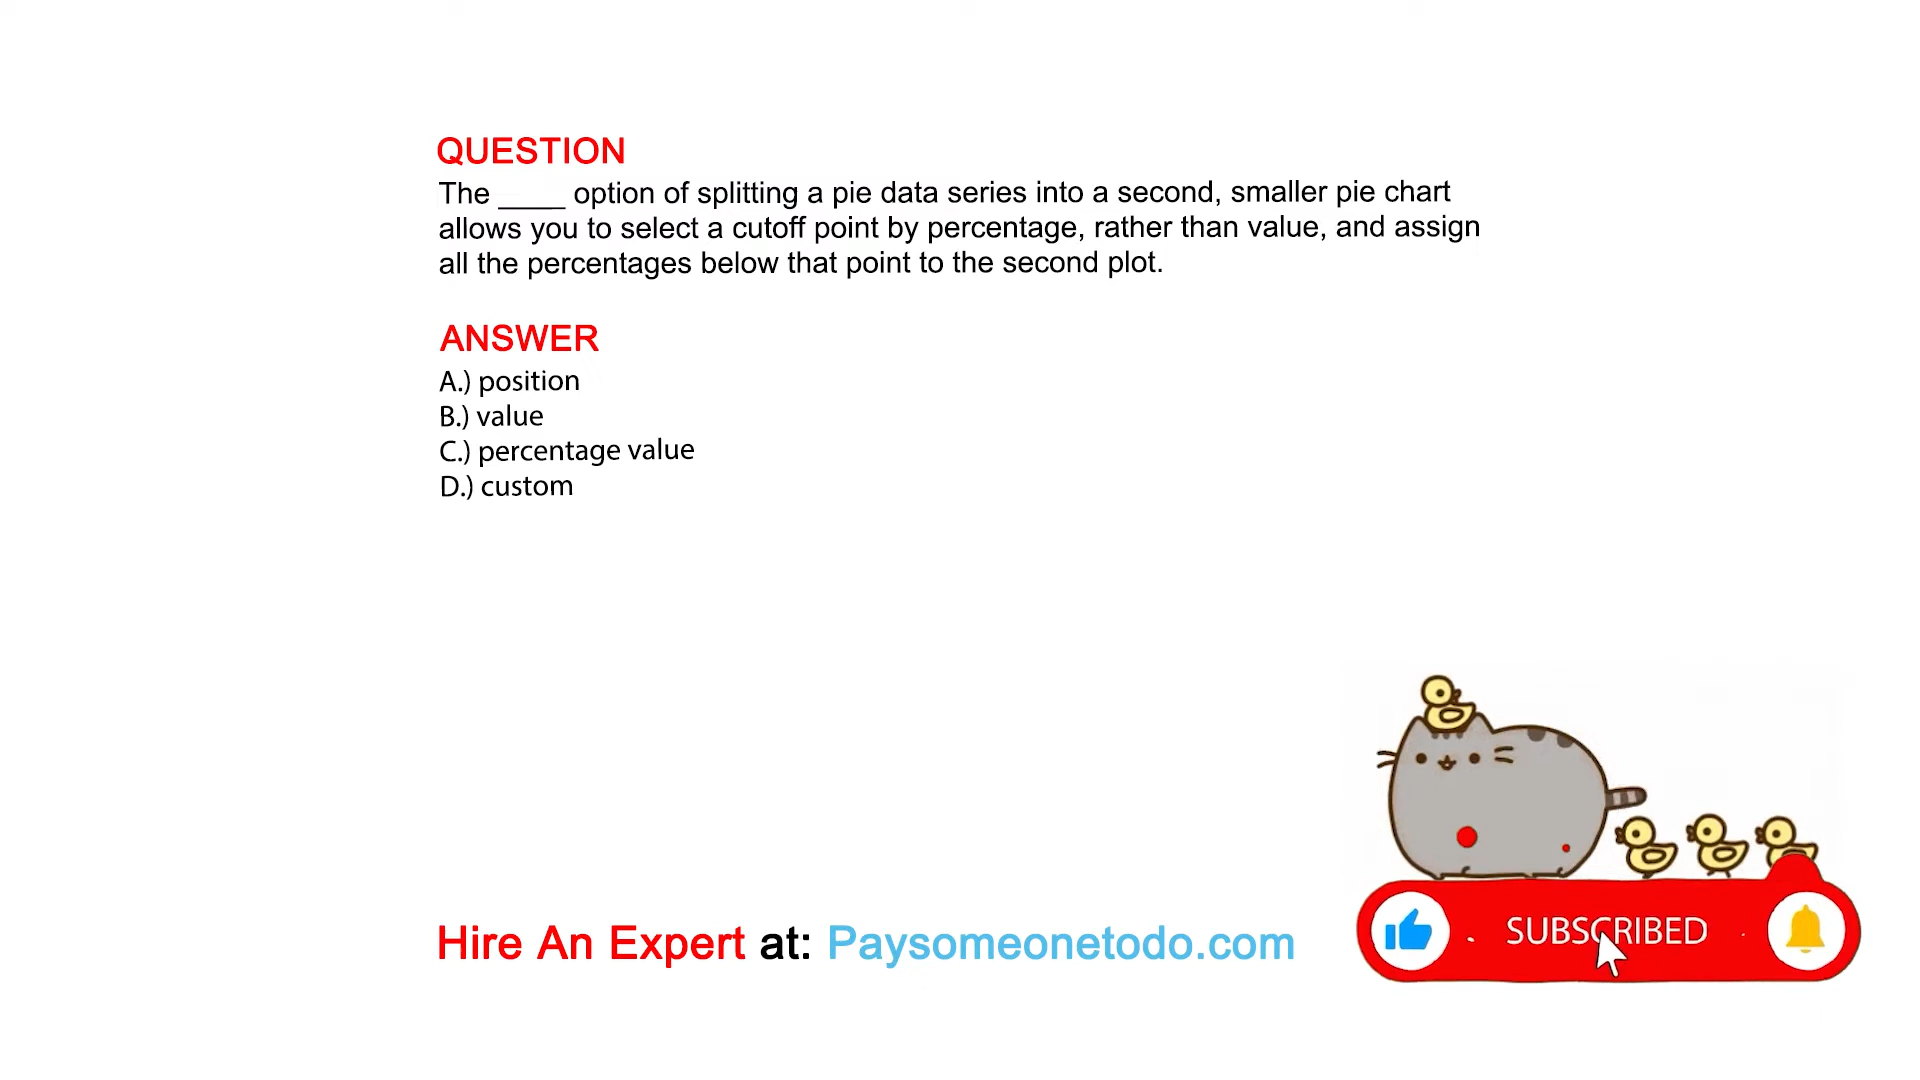 QUESTION
The ____ option of splitting a pie data series into a second, smaller pie chart
allows you to select a cutoff point by percentage, rather than value, and assign
all the percentages below that point to the second plot.
ANSWER
A.) position
B.) value
C.) percentage value
D.) custom
Hire An Expert at: Paysomeonetodo.com
SUBSCRIBED